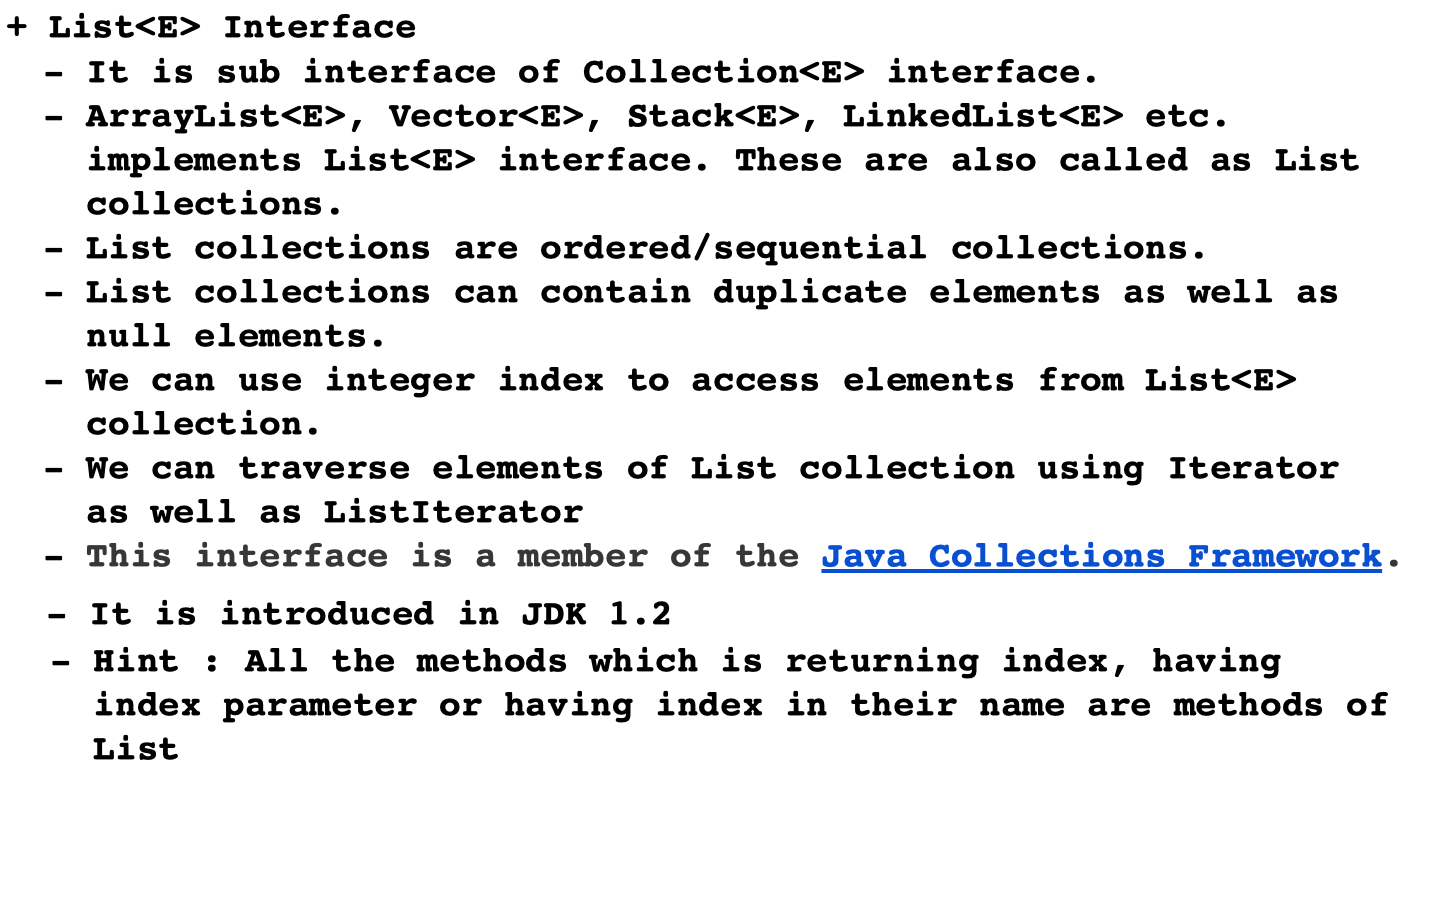 + List<E> Interface
- It is sub interface of Collection<E> interface.
- ArrayList<E>, Vector<E>, Stack<E>, LinkedList<E> etc.
implements List<E> interface. These are also called as List
collections.
- List collections are ordered/sequential collections.
- List collections can contain duplicate elements as well as
null elements.
- We can use integer index to access elements from List<E>
collection.
- We can traverse elements of List collection using Iterator
as well as ListIterator
- This interface is a member of the Java Collections Framework.
- It is introduced in JDK 1.2
- Hint : All the methods which is returning index, having
index parameter or having index in their name are methods of
List